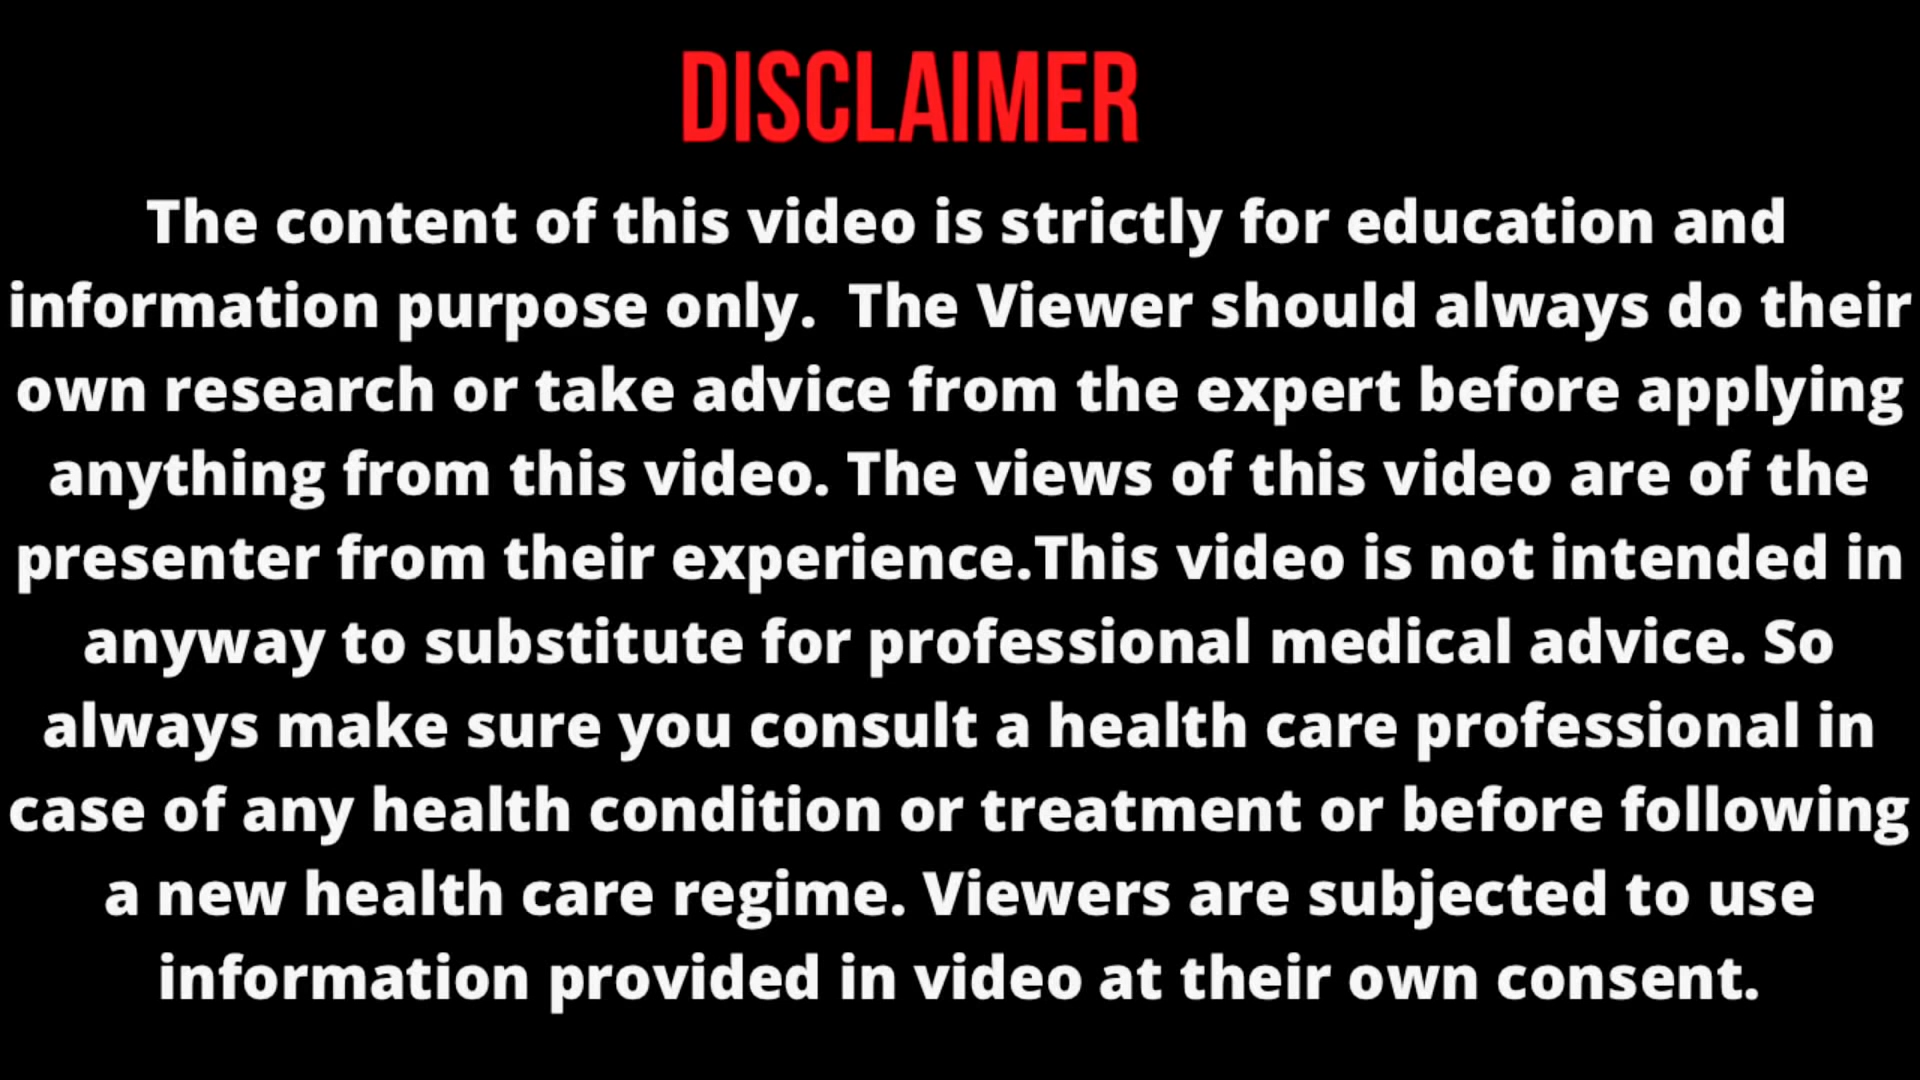 DISCLAIMER
The content of this video is strictly for education and
information purpose only.  The Viewer should always do their
own research or take advice from the expert before applying
anything from this video. The views of this video are of the
presenter from their experience.This video is not intended in
anyway to substitute for professional medical advice. So
always make sure you consult a health care professional in
case of any health condition or treatment or before following
a new health care regime. Viewers are subjected to use
information provided in video at their own consent.